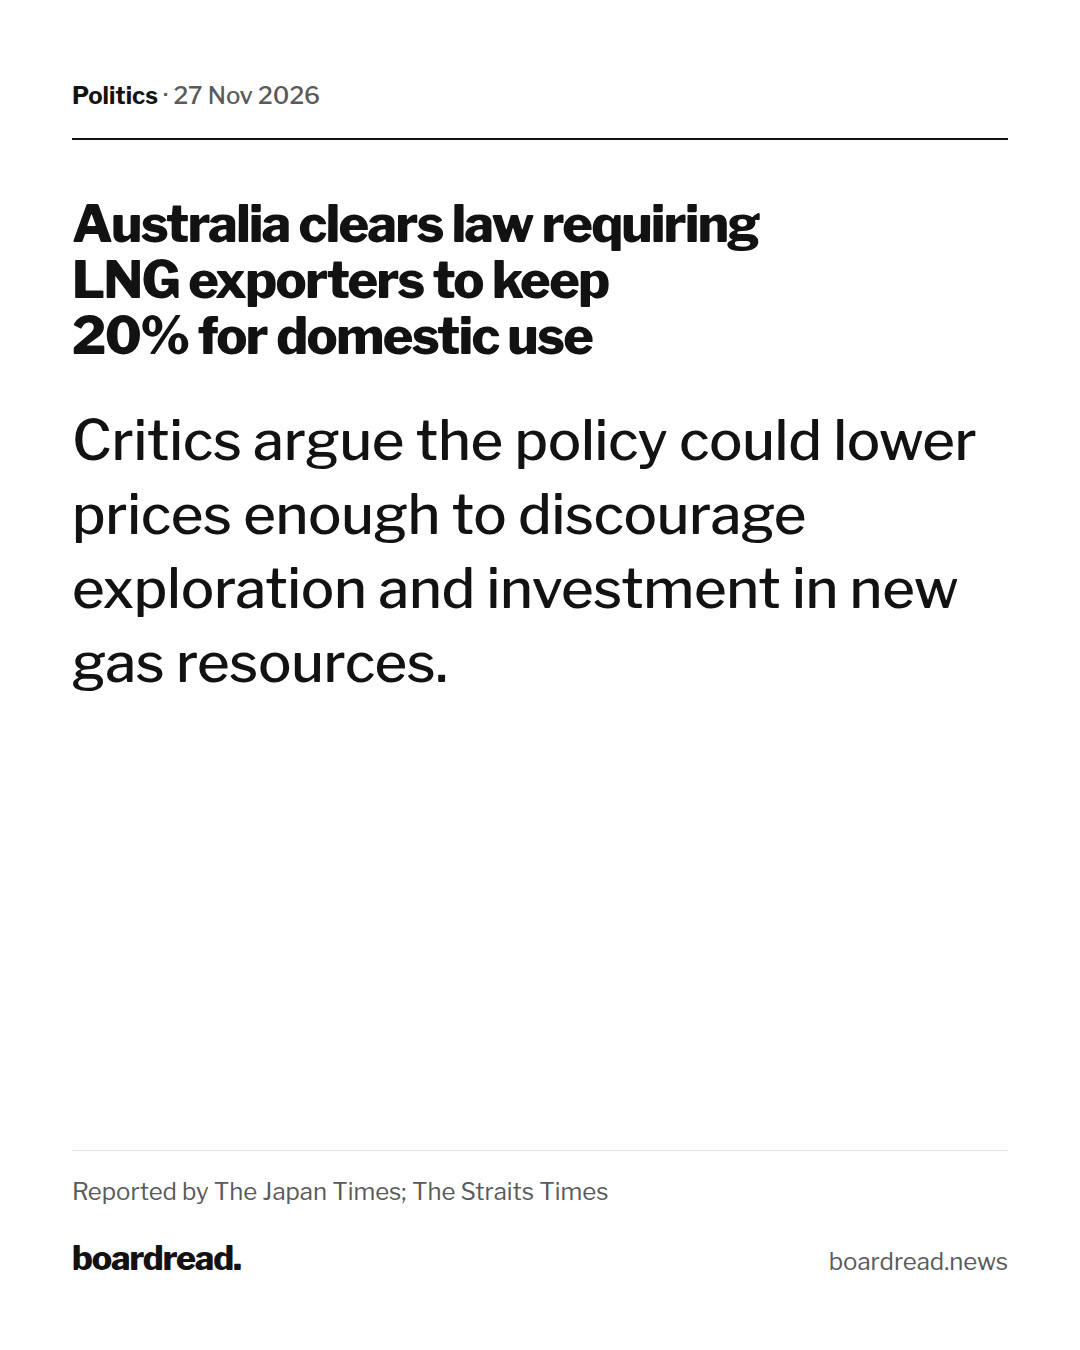 Politics · 27 Nov 2026
Australia clears law requiring
LNG exporters to keep
20% for domestic use
Critics argue the policy could lower
prices enough to discourage
exploration and investment in new
gas resources.
Reported by The Japan Times; The Straits Times
boardread.
boardread.news